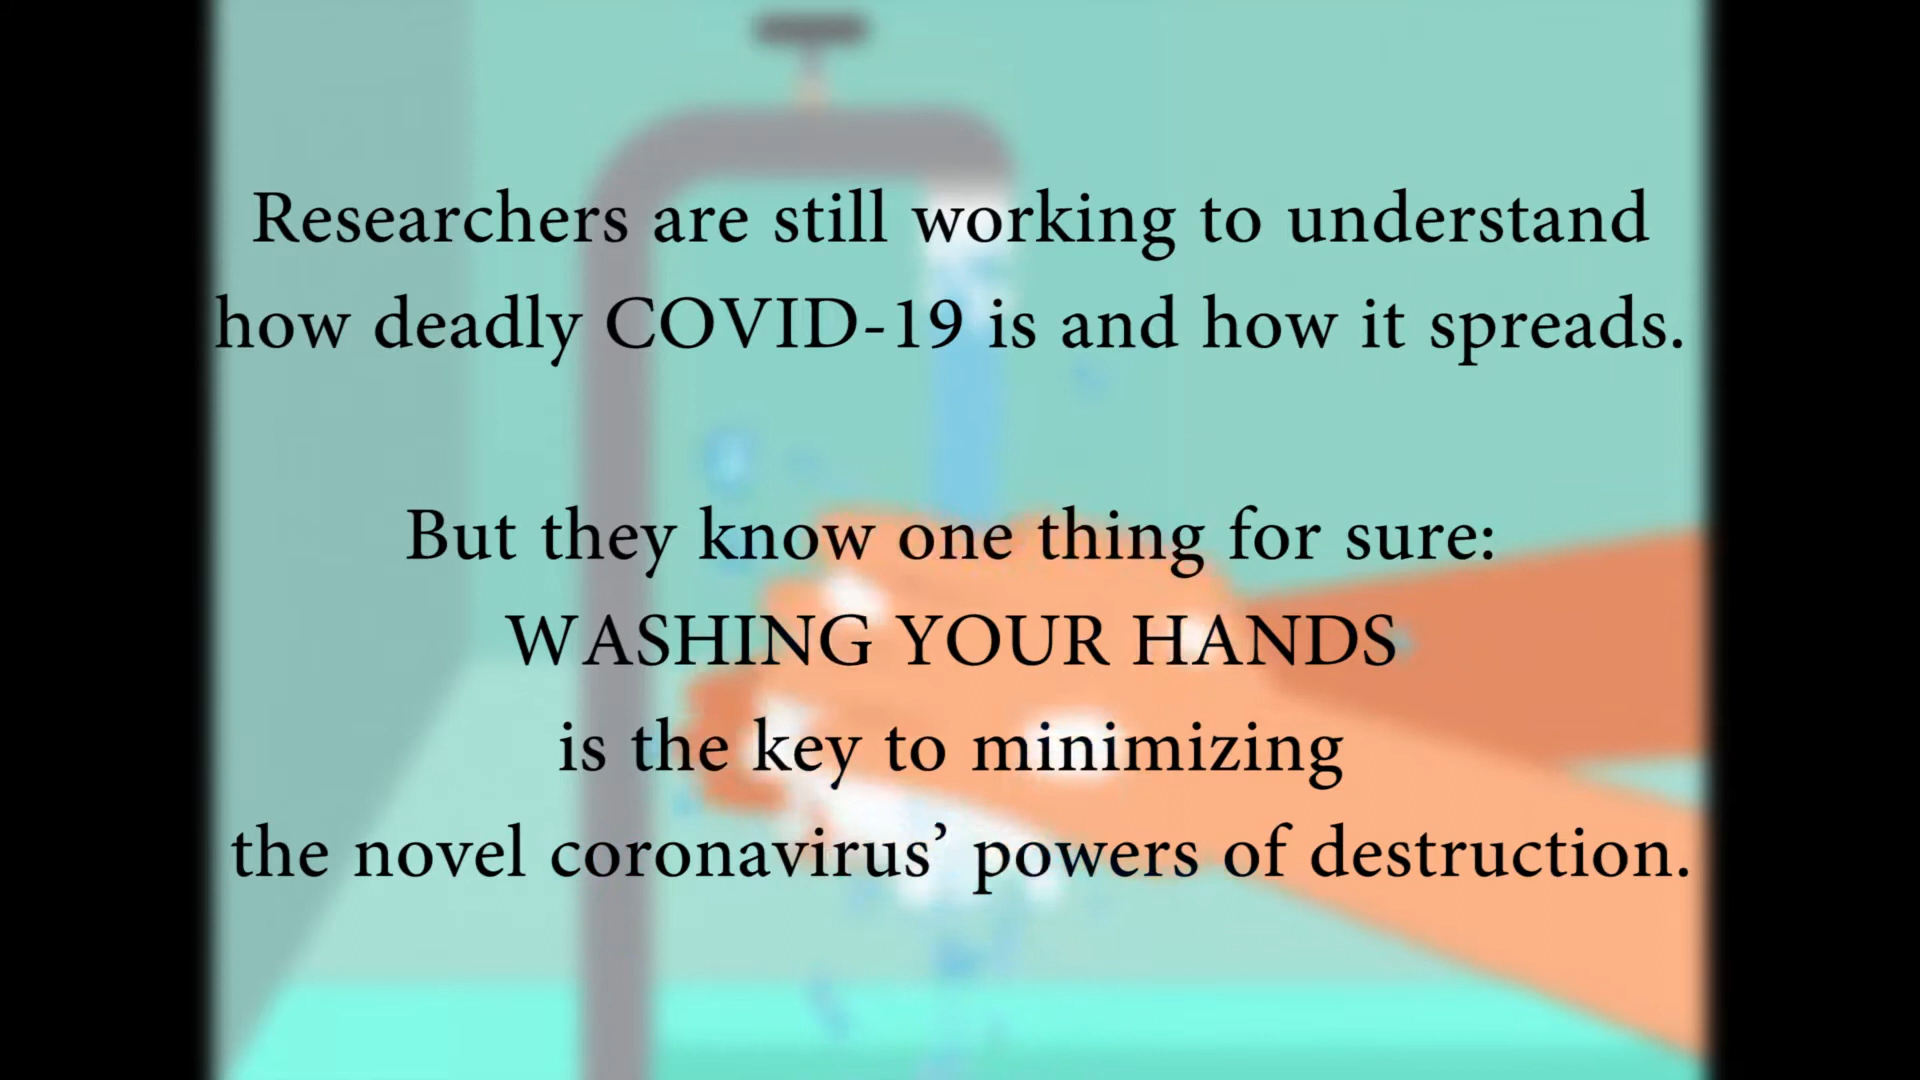 Researchers are still working to understand
how deadly COVID-19 is and how it spreads.
But they know one thing for sure:
WASHING YOUR HANDS
is the key to minimizing
the novel coronavirus’ powers of destruction.